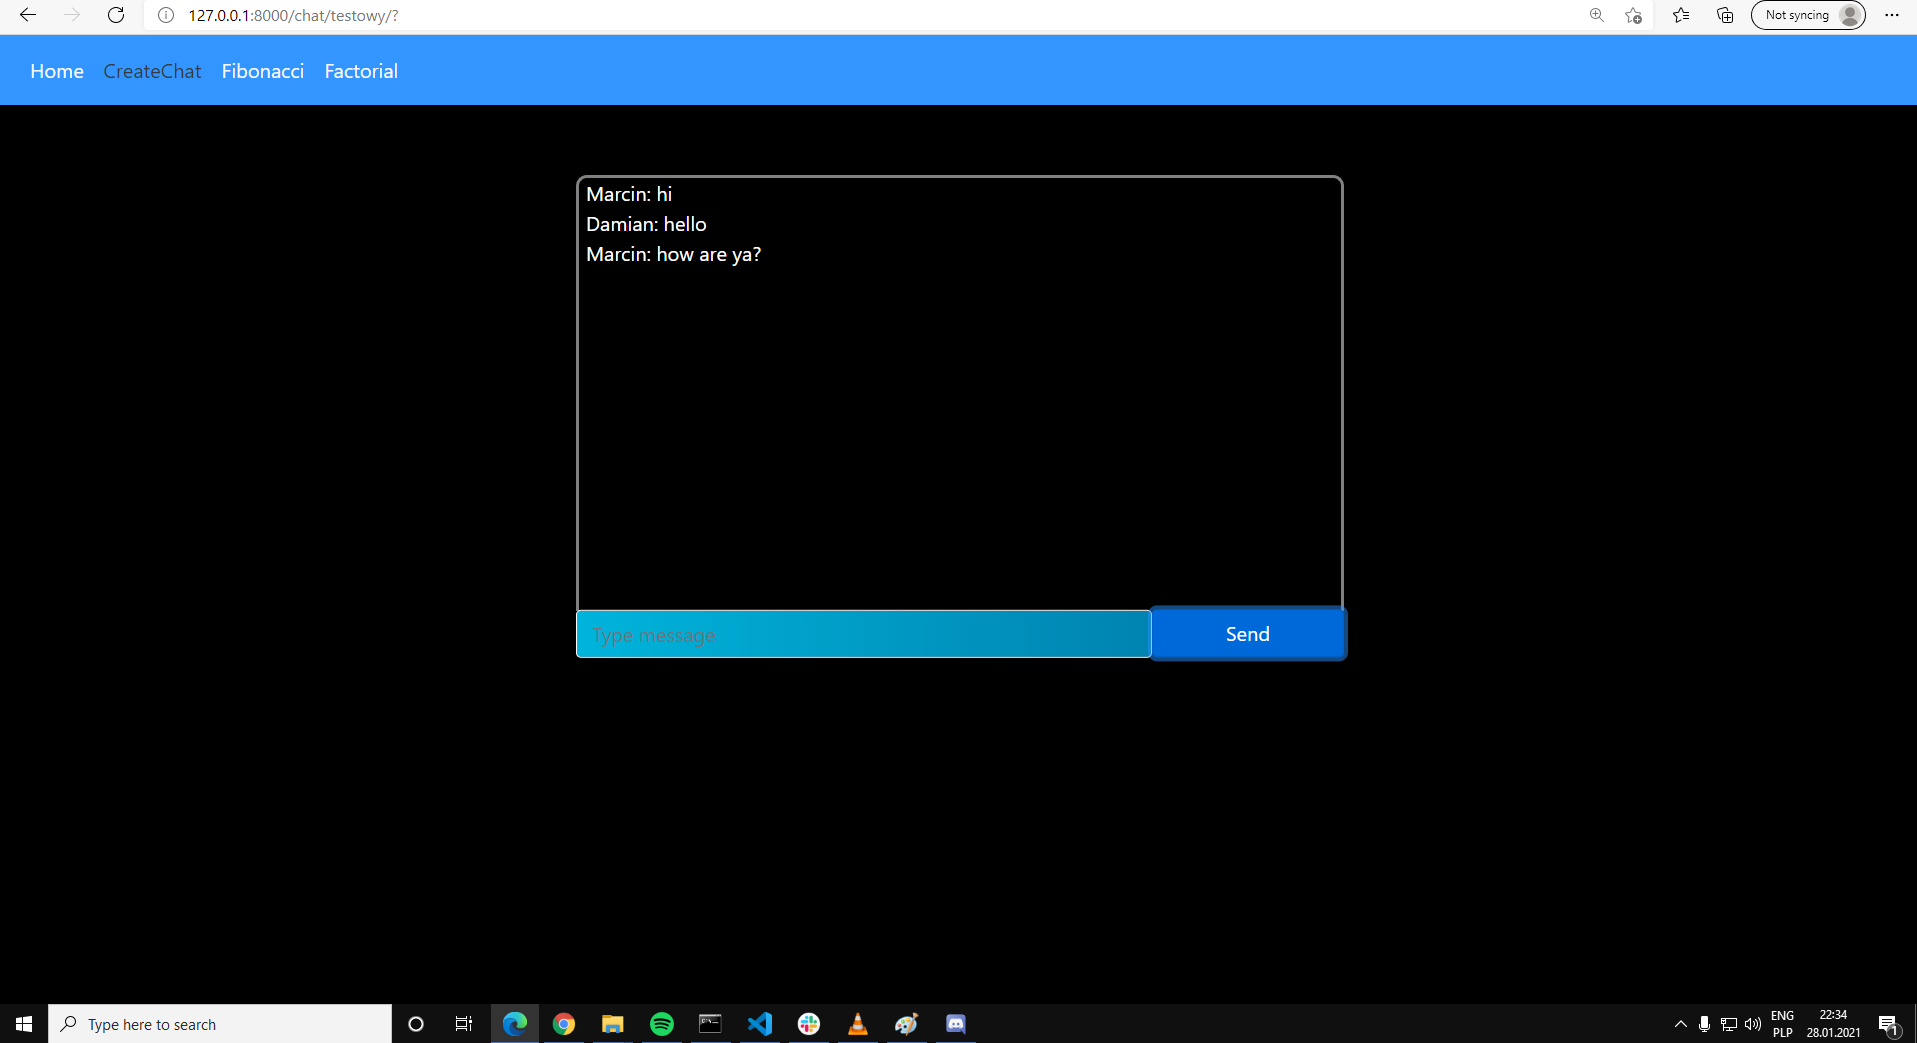 127.0.0.1:8000/chat/testowy/?
Not syncing
Home CreateChat Fibonacci Factorial
Marcin: hi
Damian: hello
Marcin: how are ya?
Type message
Send
Type here to search
ENG
PLP
22:34
28.01.2021
1